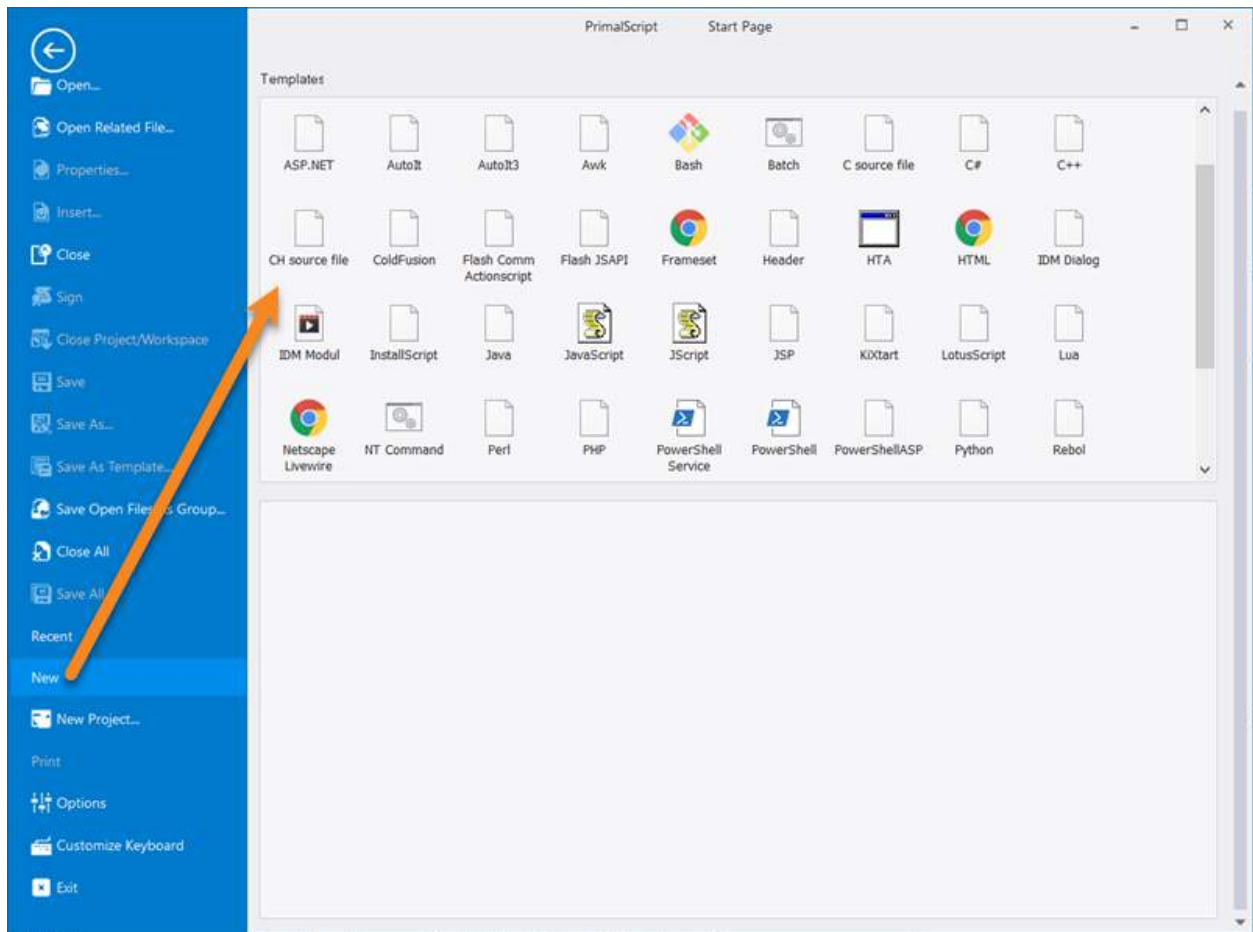 PrimalScript Start Page
Open...
Open Related File...
Properties...
Insert...
Close
Sign
Close Project/Workspace
Save
Save As...
Save As Template...
Save Open Files As Group...
Close All
Save All
Recent
New
New Project...
Print
Options
Customize Keyboard
Exit
Templates
ASP.NET AutoIt AutoIt3 Awk Bash Batch C source file C# C++
CH source file ColdFusion Flash Comm Flash JSAPI Frameset Header HTA HTML IDM Dialog
Actionscript
IDM Modul InstallScript Java JavaScript JScript JSP KiXtart LotusScript Lua
Netscape NT Command Perl PHP PowerShell PowerShell PowerShellASP Python Rebol
Livewire Service